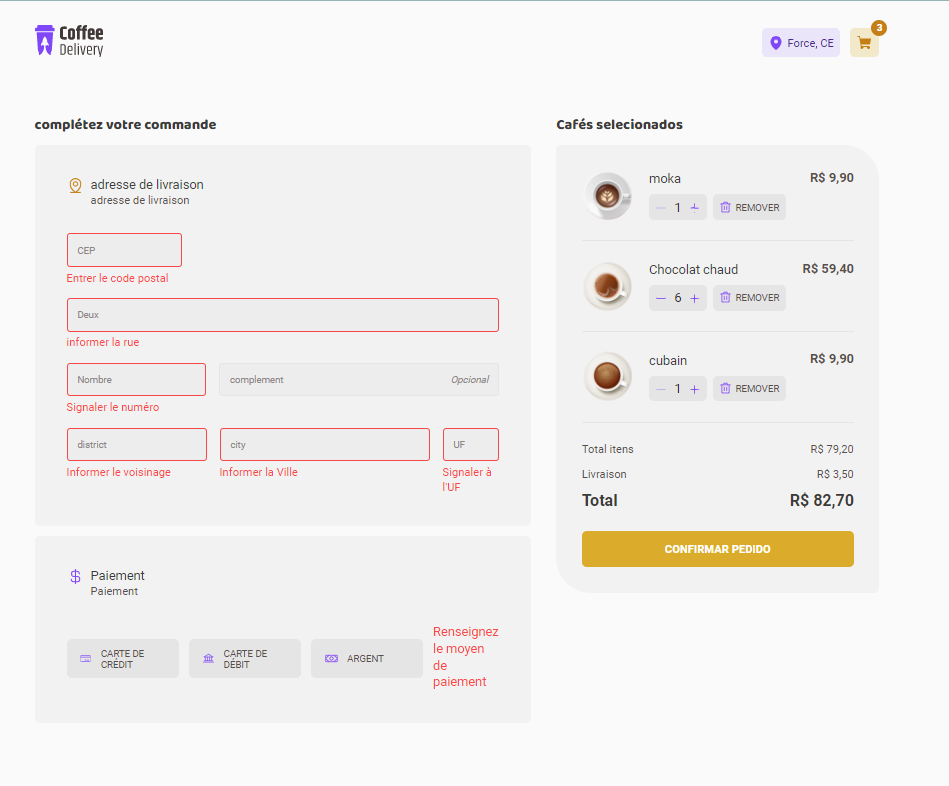 Coffee
Delivery
Force, CE
3
complétez votre commande
adresse de livraison
adresse de livraison
CEP
Entrer le code postal
Deux
informer la rue
Nombre
complement
Opcional
Signaler le numéro
district
city
UF
Informer le voisinage
Informer la Ville
Signaler à
l'UF
Paiement
Paiement
CARTE DE
CRÉDIT
CARTE DE
DÉBIT
ARGENT
Renseignez
le moyen
de
paiement
Cafés selecionados
moka
R$ 9,90
1
REMOVER
Chocolat chaud
R$ 59,40
6
REMOVER
cubain
R$ 9,90
1
REMOVER
Total itens
R$ 79,20
Livraison
R$ 3,50
Total
R$ 82,70
CONFIRMAR PEDIDO